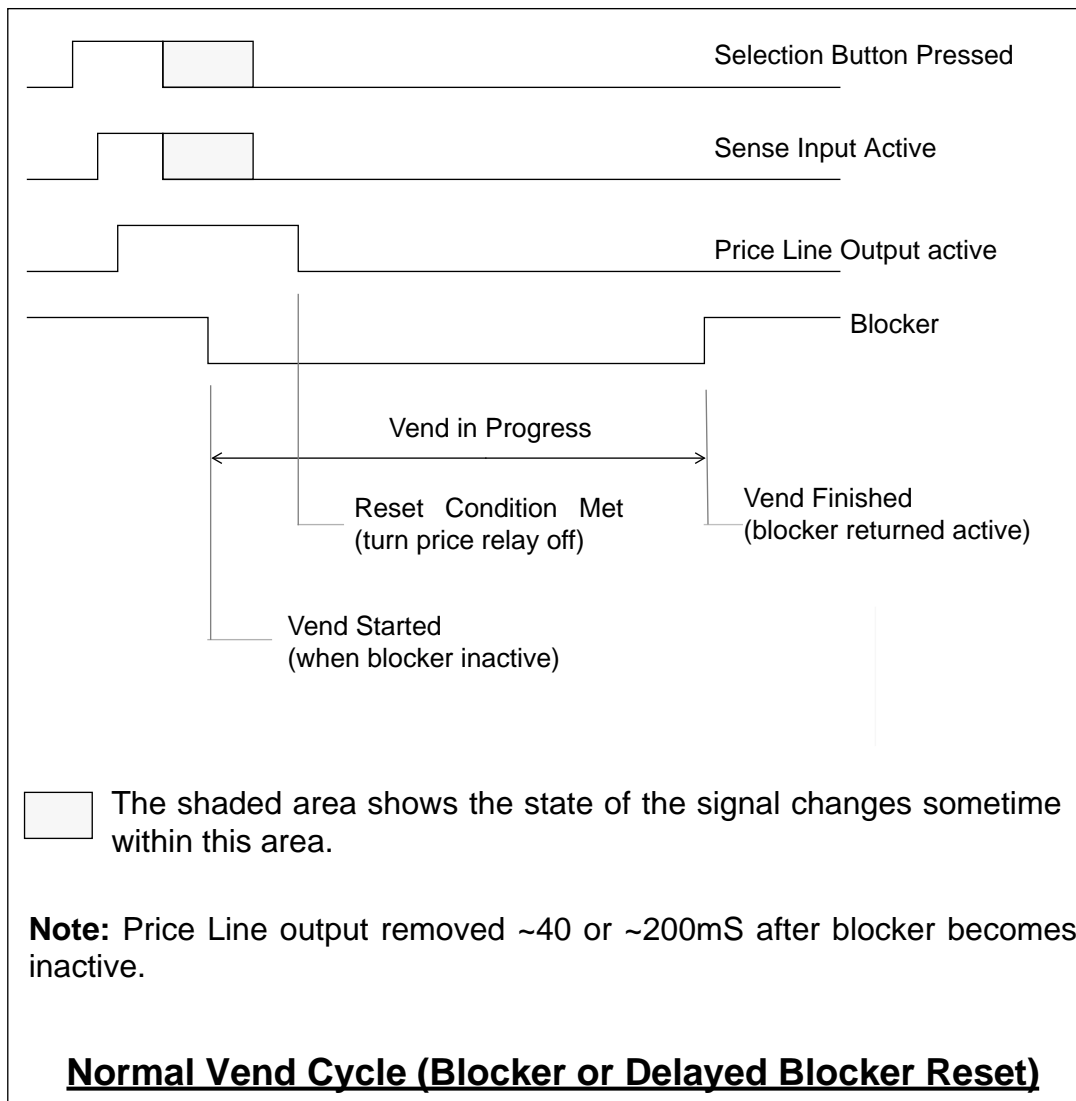 Selection Button Pressed
Sense Input Active
Price Line Output active
Blocker
Vend in Progress
Reset Condition Met
(turn price relay off)
Vend Finished
(blocker returned active)
Vend Started
(when blocker inactive)
The shaded area shows the state of the signal changes sometime
within this area.
Note: Price Line output removed ~40 or ~200mS after blocker becomes
inactive.
Normal Vend Cycle (Blocker or Delayed Blocker Reset)